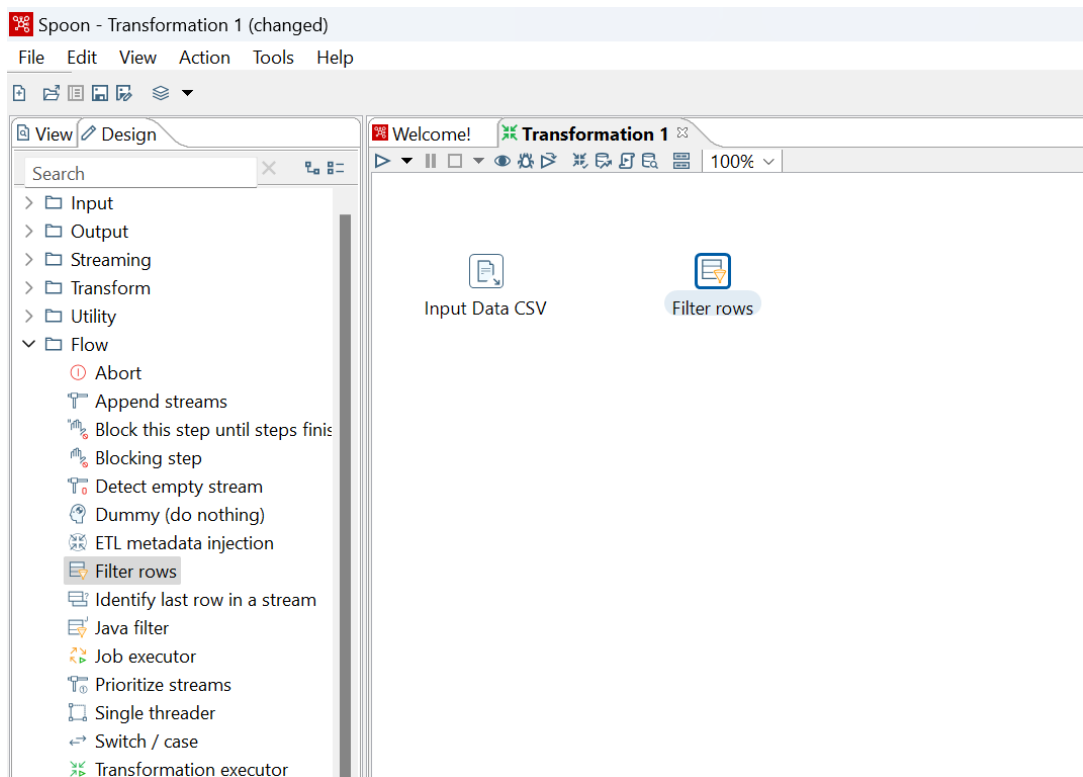 Spoon - Transformation 1 (changed)
File Edit View Action Tools Help
View Design
Welcome! Transformation 1
Search
100%
Input
Output
Streaming
Transform
Utility
Flow
Abort
Append streams
Block this step until steps finis
Blocking step
Detect empty stream
Dummy (do nothing)
ETL metadata injection
Filter rows
Identify last row in a stream
Java filter
Job executor
Prioritize streams
Single threader
Switch / case
Transformation executor
Input Data CSV
Filter rows